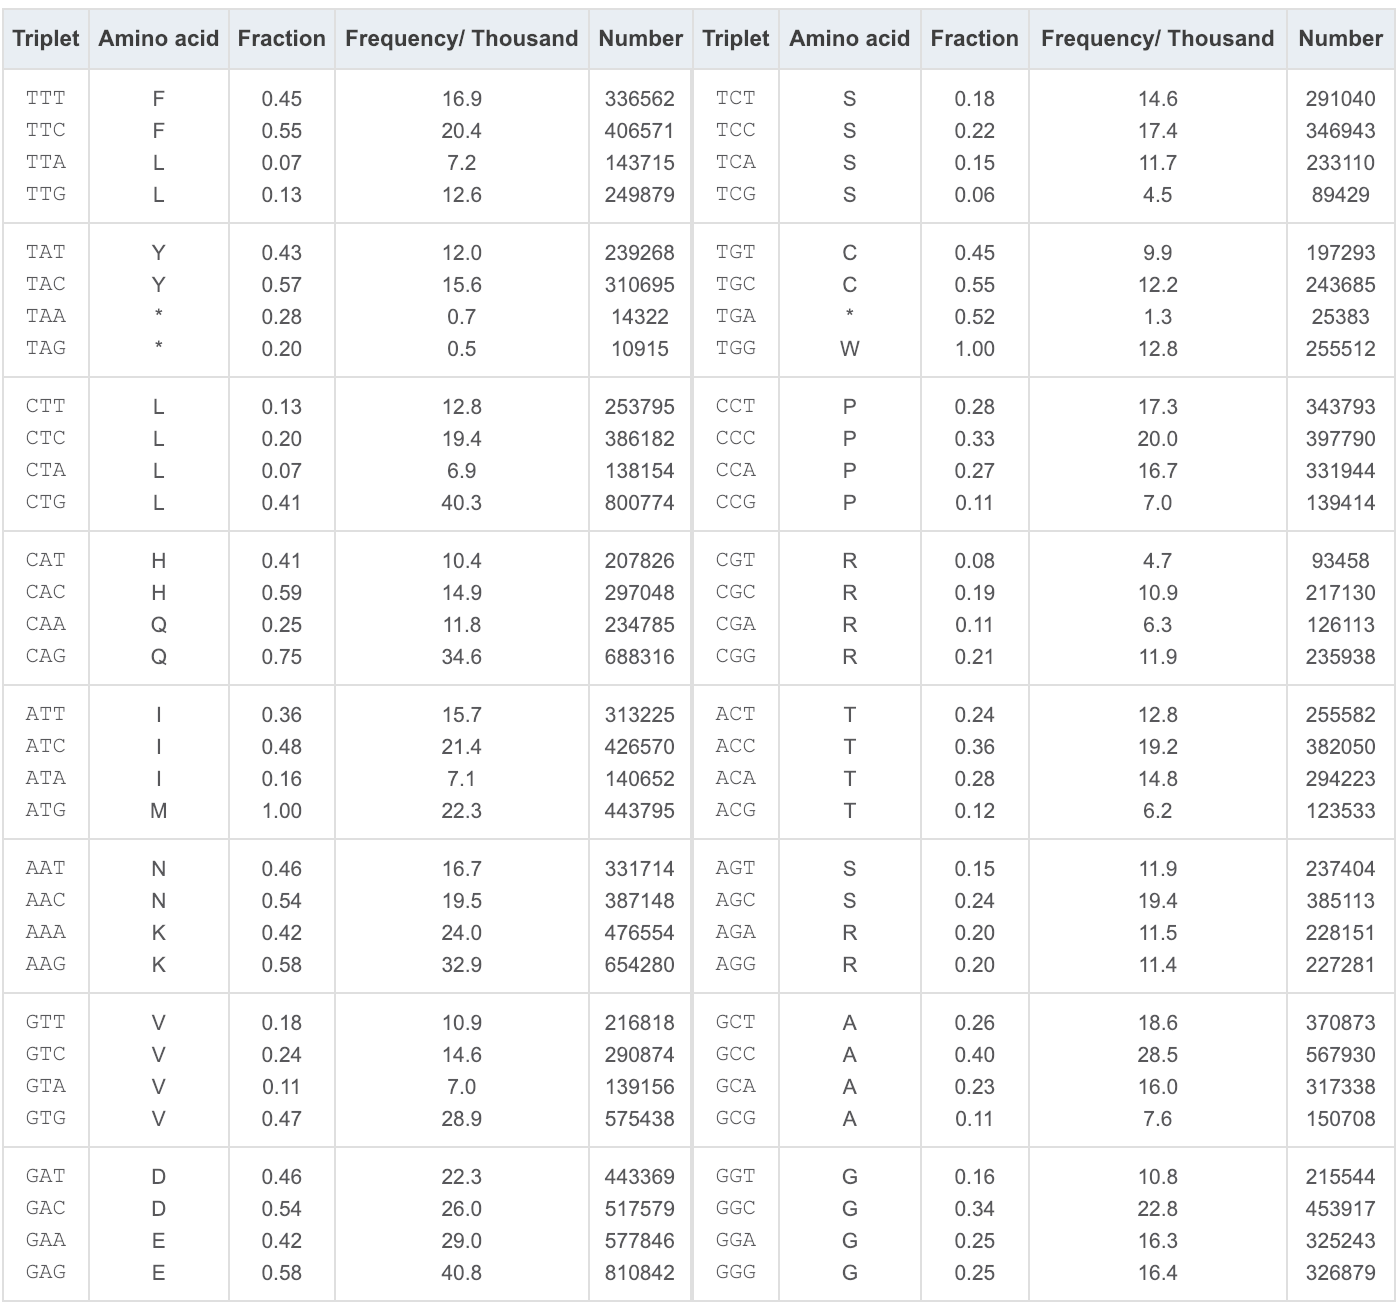 Triplet Amino acid Fraction Frequency/ Thousand Number Triplet Amino acid Fraction Frequency/ Thousand Number
TTT F 0.45 16.9 336562 TCT S 0.18 14.6 291040
TTC F 0.55 20.4 406571 TCC S 0.22 17.4 346943
TTA L 0.07 7.2 143715 TCA S 0.15 11.7 233110
TTG L 0.13 12.6 249879 TCG S 0.06 4.5 89429
TAT Y 0.43 12.0 239268 TGT C 0.45 9.9 197293
TAC Y 0.57 15.6 310695 TGC C 0.55 12.2 243685
TAA * 0.28 0.7 14322 TGA * 0.52 1.3 25383
TAG * 0.20 0.5 10915 TGG W 1.00 12.8 255512
CTT L 0.13 12.8 253795 CCT P 0.28 17.3 343793
CTC L 0.20 19.4 386182 CCC P 0.33 20.0 397790
CTA L 0.07 6.9 138154 CCA P 0.27 16.7 331944
CTG L 0.41 40.3 800774 CCG P 0.11 7.0 139414
CAT H 0.41 10.4 207826 CGT R 0.08 4.7 93458
CAC H 0.59 14.9 297048 CGC R 0.19 10.9 217130
CAA Q 0.25 11.8 234785 CGA R 0.11 6.3 126113
CAG Q 0.75 34.6 688316 CGG R 0.21 11.9 235938
ATT I 0.36 15.7 313225 ACT T 0.24 12.8 255582
ATC I 0.48 21.4 426570 ACC T 0.36 19.2 382050
ATA I 0.16 7.1 140652 ACA T 0.28 14.8 294223
ATG M 1.00 22.3 443795 ACG T 0.12 6.2 123533
AAT N 0.46 16.7 331714 AGT S 0.15 11.9 237404
AAC N 0.54 19.5 387148 AGC S 0.24 19.4 385113
AAA K 0.42 24.0 476554 AGA R 0.20 11.5 228151
AAG K 0.58 32.9 654280 AGG R 0.20 11.4 227281
GTT V 0.18 10.9 216818 GCT A 0.26 18.6 370873
GTC V 0.24 14.6 290874 GCC A 0.40 28.5 567930
GTA V 0.11 7.0 139156 GCA A 0.23 16.0 317338
GTG V 0.47 28.9 575438 GCG A 0.11 7.6 150708
GAT D 0.46 22.3 443369 GGT G 0.16 10.8 215544
GAC D 0.54 26.0 517579 GGC G 0.34 22.8 453917
GAA E 0.42 29.0 577846 GGA G 0.25 16.3 325243
GAG E 0.58 40.8 810842 GGG G 0.25 16.4 326879